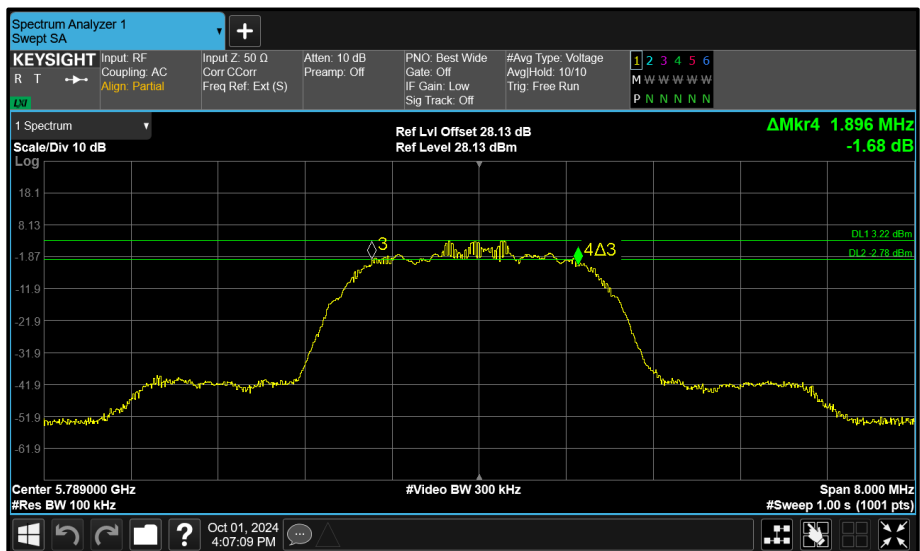 Spectrum Analyzer 1
Swept SA
KEYSIGHT
R T
LXI
Input: RF
Coupling: AC
Align: Partial
Input Z: 50 Ω
Corr CCorr
Freq Ref: Ext (S)
Atten: 10 dB
Preamp: Off
PNO: Best Wide
Gate: Off
IF Gain: Low
Sig Track: Off
#Avg Type: Voltage
Avg|Hold: 10/10
Trig: Free Run
1 2 3 4 5 6
M W W W W W
P N N N N N
1 Spectrum
Scale/Div 10 dB
Log
Ref Lvl Offset 28.13 dB
Ref Level 28.13 dBm
ΔMkr4 1.896 MHz
-1.68 dB
18.1
8.13
-1.87
-11.9
-21.9
-31.9
-41.9
-51.9
-61.9
3
4Δ3
DL1 3.22 dBm
DL2 -2.78 dBm
Center 5.789000 GHz
#Res BW 100 kHz
#Video BW 300 kHz
Span 8.000 MHz
#Sweep 1.00 s (1001 pts)
?
Oct 01, 2024
4:07:09 PM